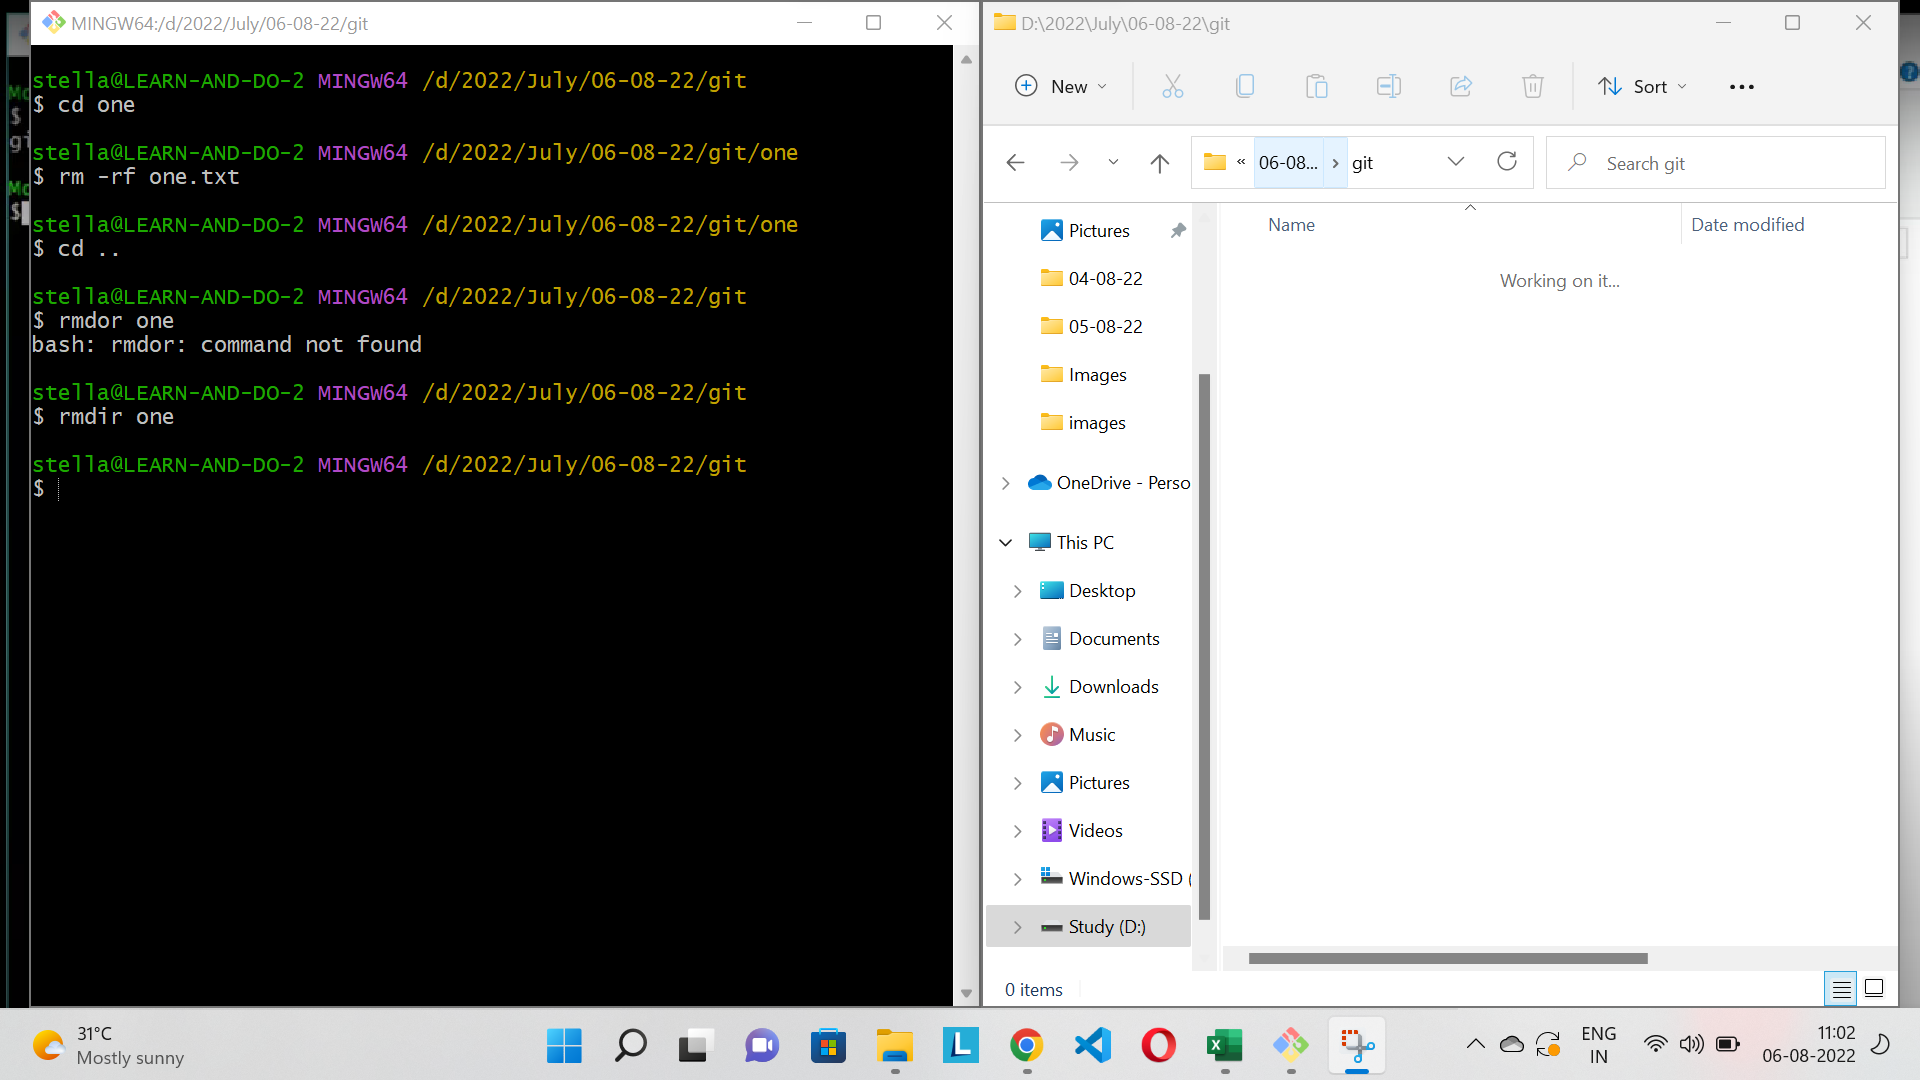 MINGW64:/d/2022/July/06-08-22/git
stella@LEARN-AND-DO-2 MINGW64 /d/2022/July/06-08-22/git
$ cd one
stella@LEARN-AND-DO-2 MINGW64 /d/2022/July/06-08-22/git/one
$ rm -rf one.txt
stella@LEARN-AND-DO-2 MINGW64 /d/2022/July/06-08-22/git/one
$ cd ..
stella@LEARN-AND-DO-2 MINGW64 /d/2022/July/06-08-22/git
$ rmdor one
bash: rmdor: command not found
stella@LEARN-AND-DO-2 MINGW64 /d/2022/July/06-08-22/git
$ rmdir one
stella@LEARN-AND-DO-2 MINGW64 /d/2022/July/06-08-22/git
$
Mo
$
gi
Mo
$
D:\2022\July\06-08-22\git
New
Sort
« 06-08... > git
Search git
Name
Date modified
Working on it...
Pictures
04-08-22
05-08-22
Images
images
OneDrive - Perso
This PC
Desktop
Documents
Downloads
Music
Pictures
Videos
Windows-SSD (
Study (D:)
0 items
31°C
Mostly sunny
ENG
IN
11:02
06-08-2022